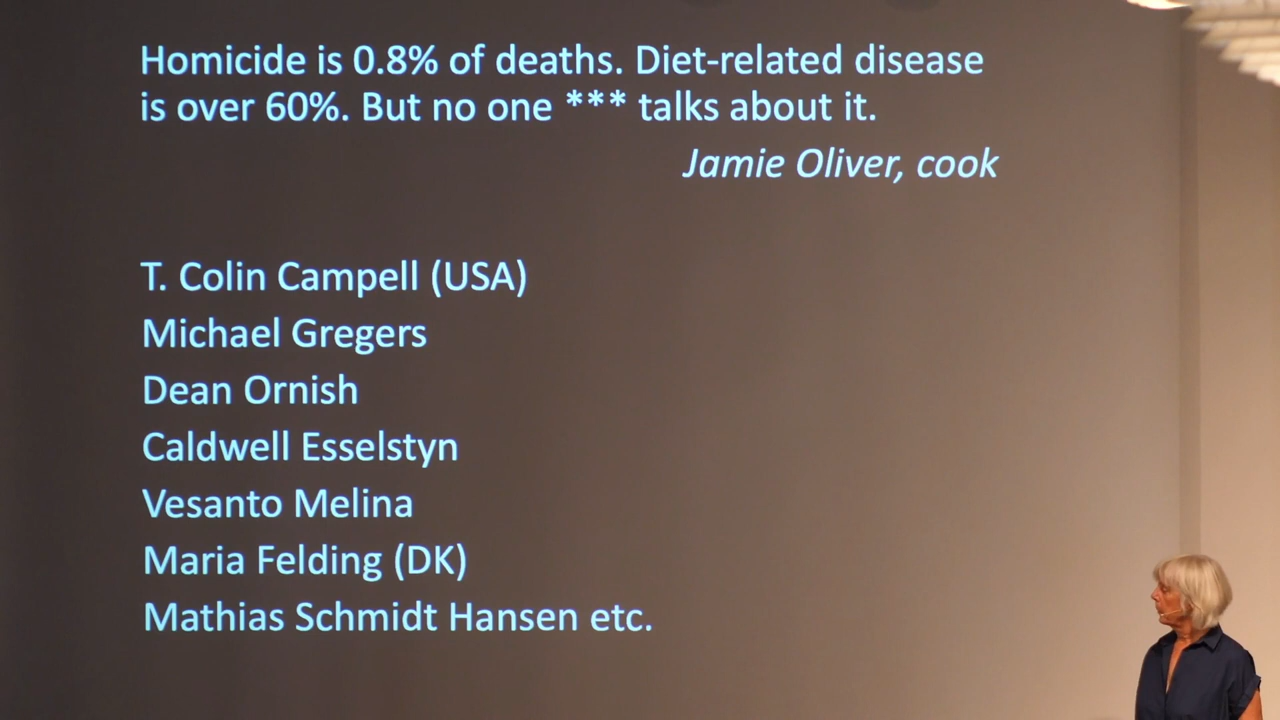 Homicide is 0.8% of deaths. Diet-related disease
is over 60%. But no one *** talks about it.
Jamie Oliver, cook
T. Colin Campell (USA)
Michael Gregers
Dean Ornish
Caldwell Esselstyn
Vesanto Melina
Maria Felding (DK)
Mathias Schmidt Hansen etc.